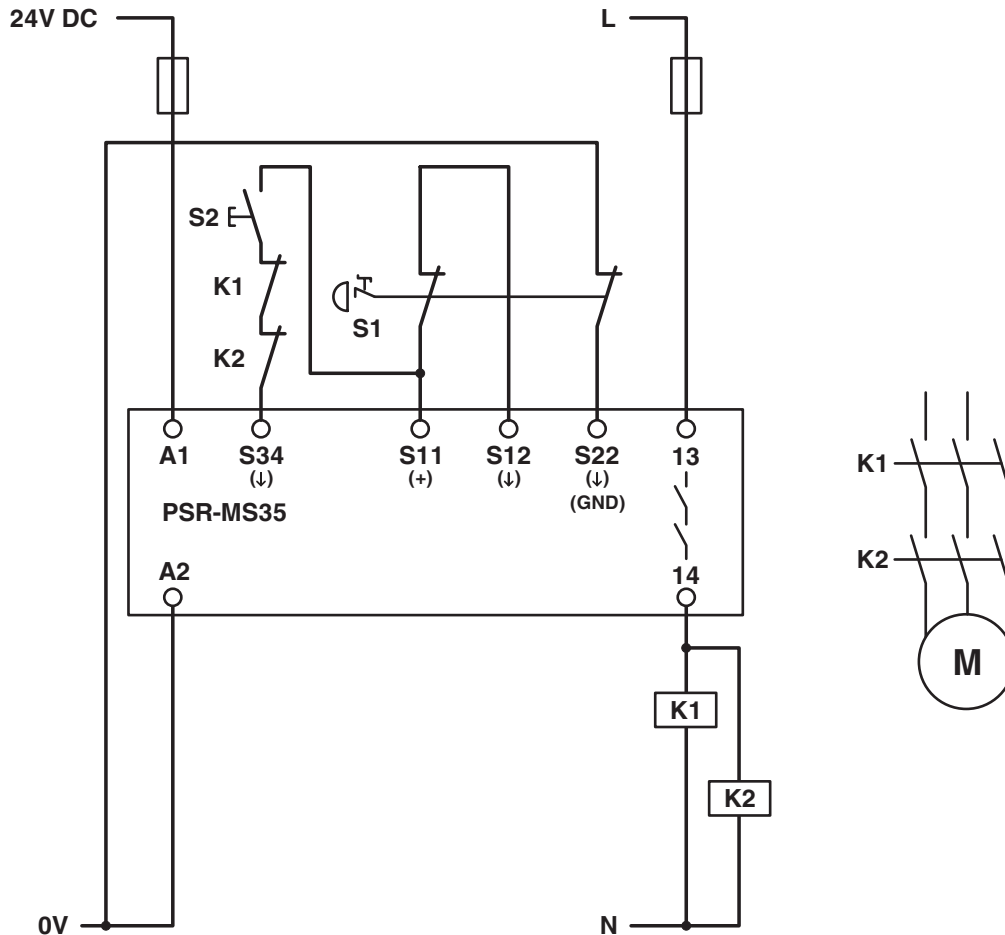 24V DC
L
S2
K1
S1
K2
A1
S34
(↓)
S11
(+)
S12
(↓)
S22
(↓)
(GND)
13
PSR-MS35
A2
14
K1
K2
0V
N
K1
K2
M